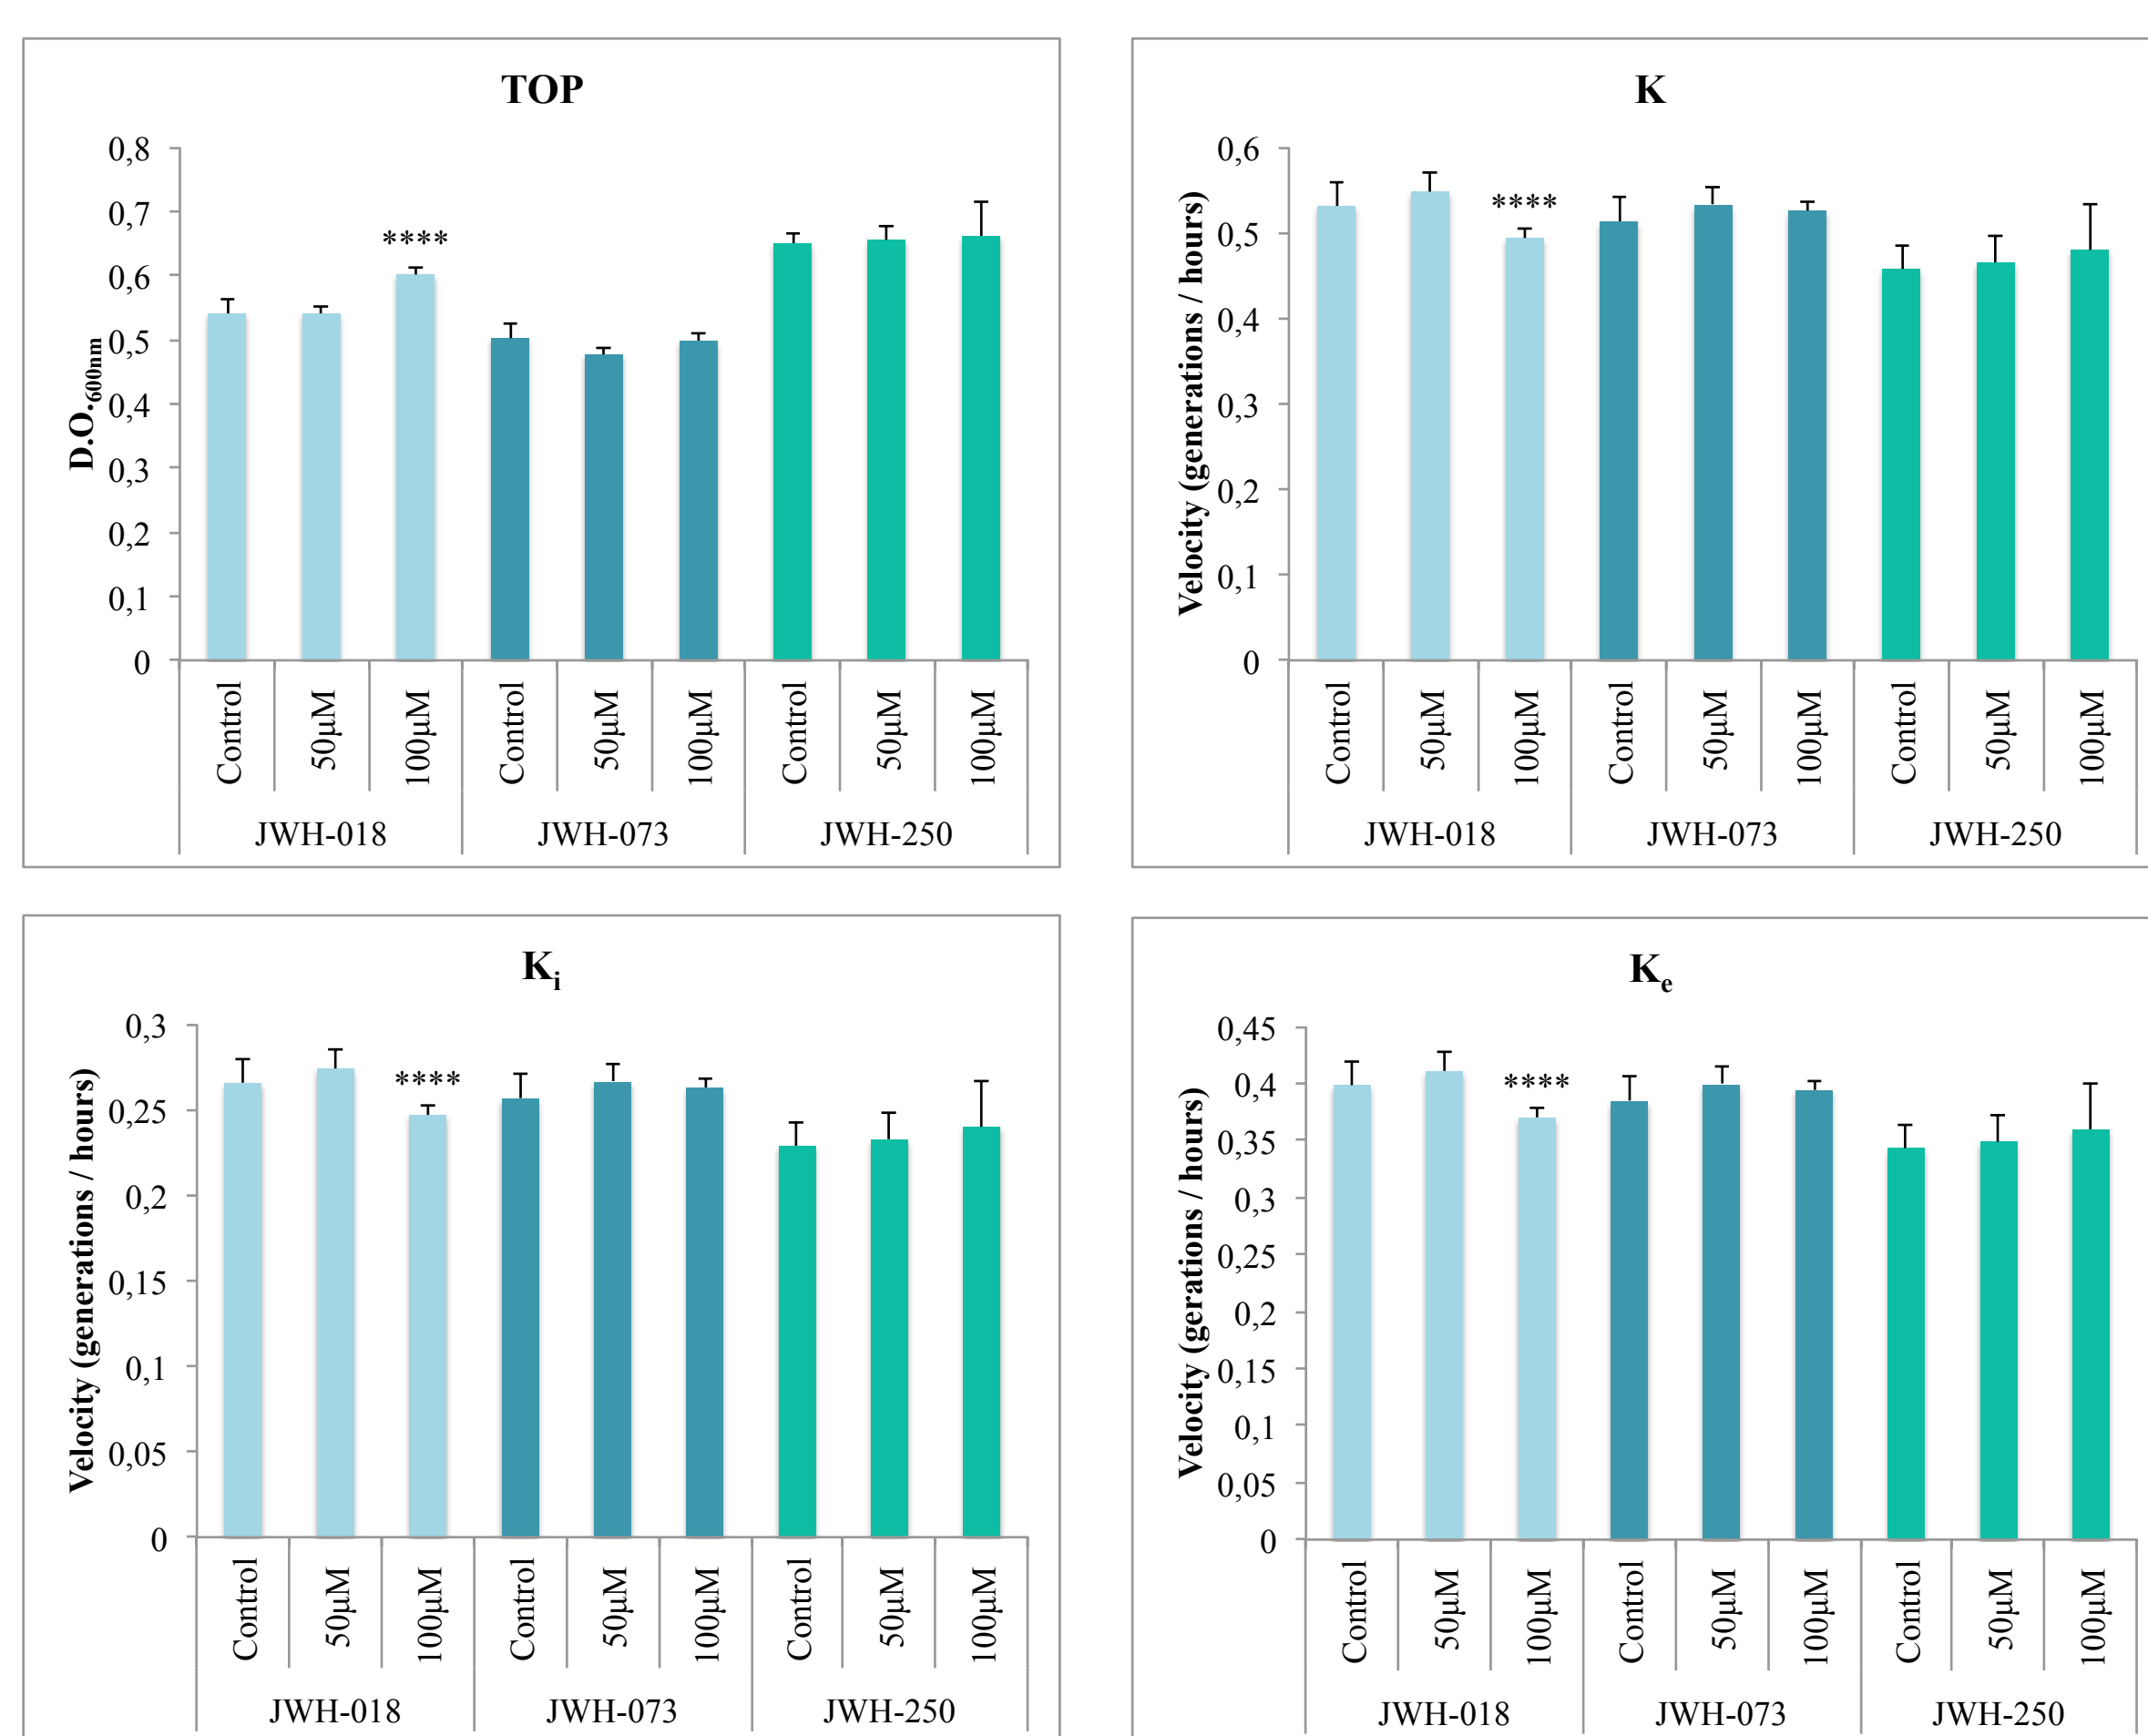 TOP
D.O.600nm
0,8
0,7
0,6
0,5
0,4
0,3
0,2
0,1
0
****
Control 50µM 100µM Control 50µM 100µM Control 50µM 100µM
JWH-018 JWH-073 JWH-250
K
Velocity (generations / hours)
0,6
0,5
0,4
0,3
0,2
0,1
0
****
Control 50µM 100µM Control 50µM 100µM Control 50µM 100µM
JWH-018 JWH-073 JWH-250
Ki
Velocity (generations / hours)
0,3
0,25
0,2
0,15
0,1
0,05
0
****
Control 50µM 100µM Control 50µM 100µM Control 50µM 100µM
JWH-018 JWH-073 JWH-250
Ke
Velocity (gerations / hours)
0,45
0,4
0,35
0,3
0,25
0,2
0,15
0,1
0,05
0
****
Control 50µM 100µM Control 50µM 100µM Control 50µM 100µM
JWH-018 JWH-073 JWH-250